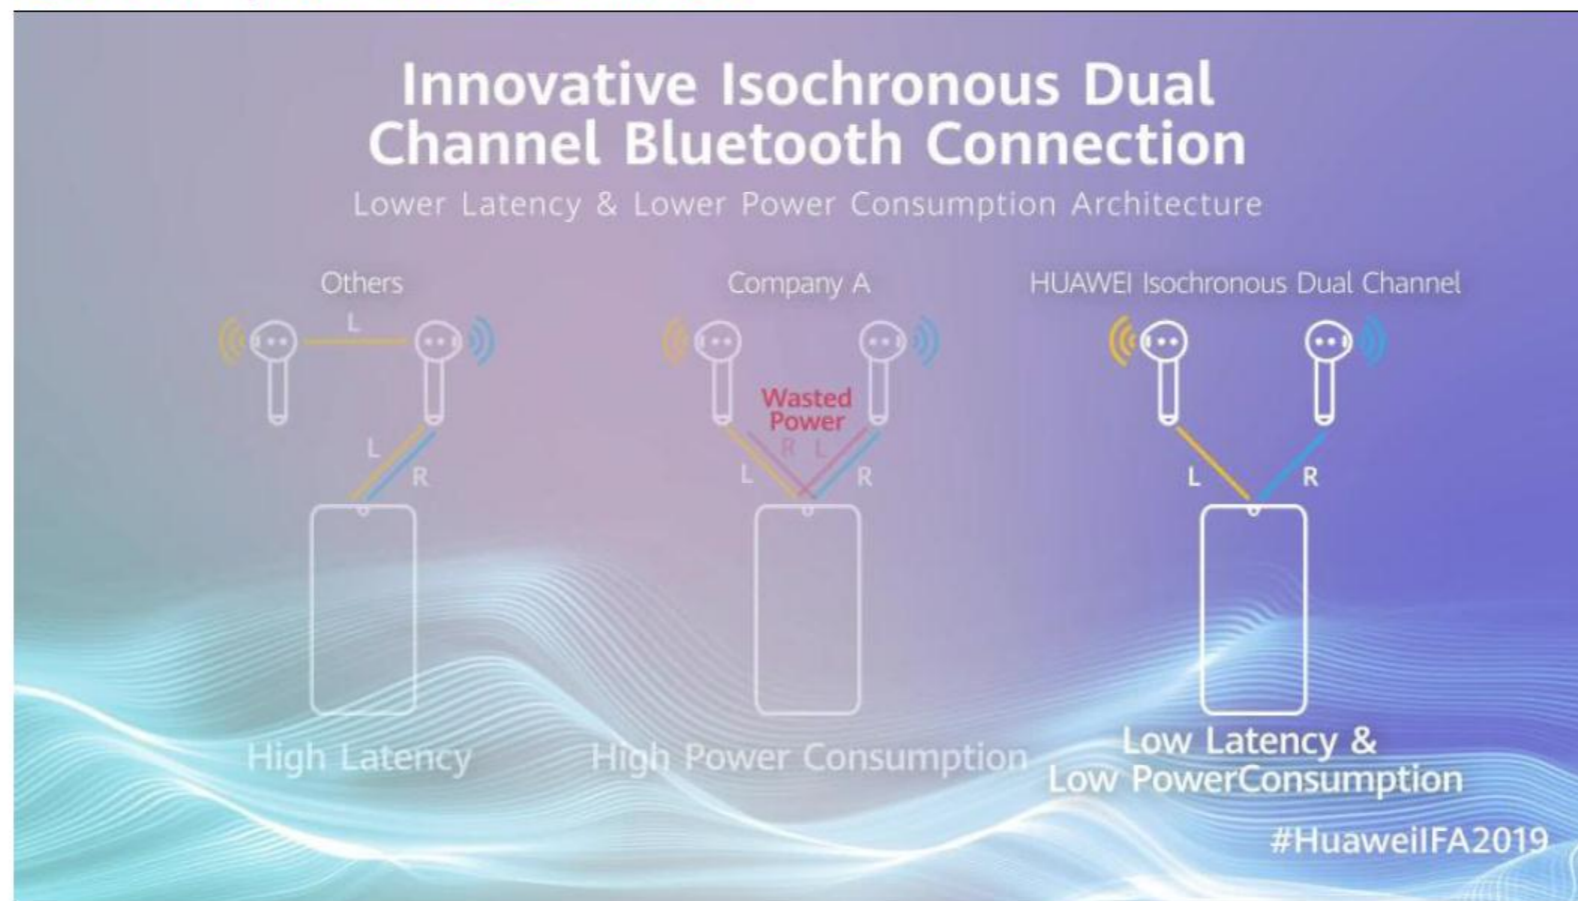 Innovative Isochronous Dual
Channel Bluetooth Connection
Lower Latency & Lower Power Consumption Architecture
Others
L
L
R
High Latency
Company A
Wasted
Power
R L
L
R
High Power Consumption
HUAWEI Isochronous Dual Channel
L
R
Low Latency &
Low PowerConsumption
#HuaweiIFA2019